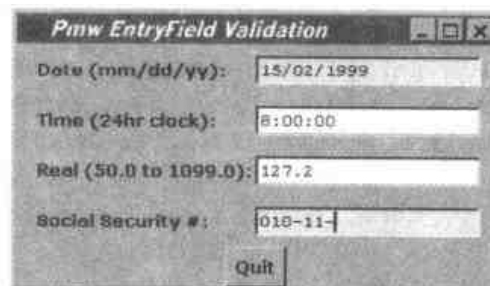 Pmw EntryField Validation
Date (mm/dd/yy): 15/02/1999
Time (24hr clock): 8:00:00
Real (50.0 to 1099.0): 127.2
Social Security #: 010-11-
Quit